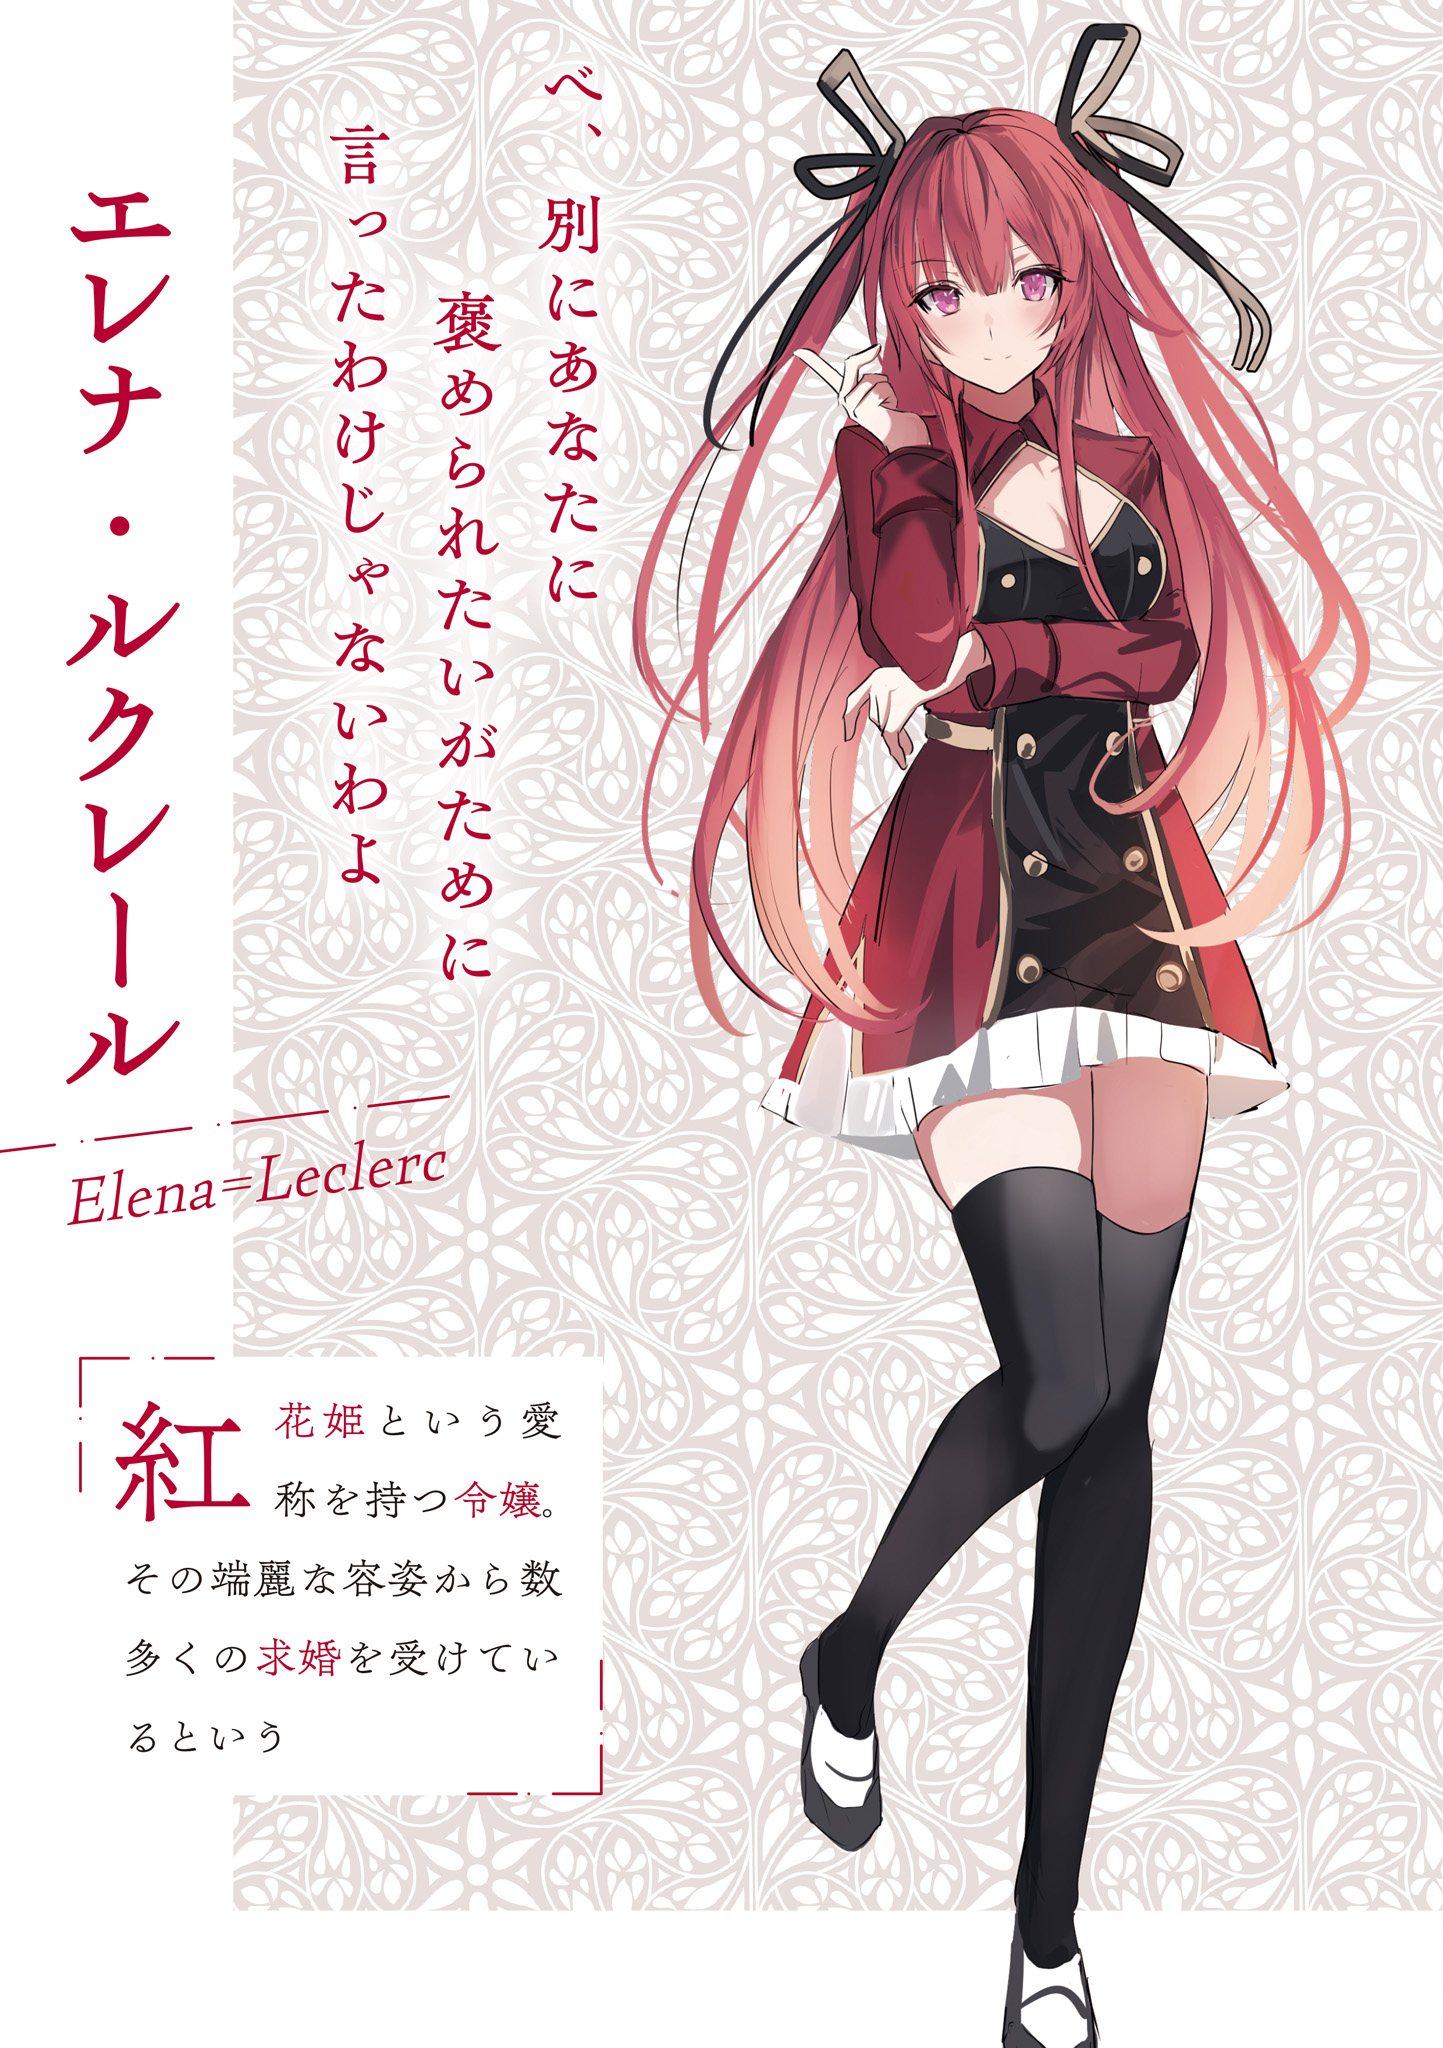 べ、別にあなたに
褒められたいがために
言ったわけじゃないわよ
エレナ・ルクレール
Elena=Leclerc
紅花姫という愛
称を持つ令嬢。
その端麗な容姿から数
多くの求婚を受けてい
るという